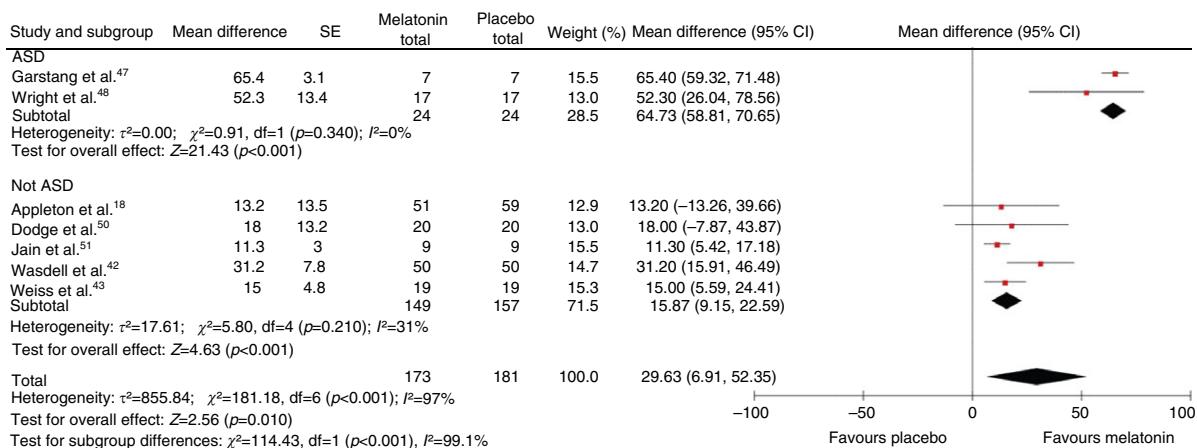 Study and subgroup Mean difference SE Melatonin total Placebo total Weight (%) Mean difference (95% CI) Mean difference (95% CI)
ASD
Garstang et al.⁴⁷ 65.4 3.1 7 7 15.5 65.40 (59.32, 71.48)
Wright et al.⁴⁸ 52.3 13.4 17 17 13.0 52.30 (26.04, 78.56)
Subtotal 24 24 28.5 64.73 (58.81, 70.65)
Heterogeneity: τ²=0.00; χ²=0.91, df=1 (p=0.340); I²=0%
Test for overall effect: Z=21.43 (p<0.001)
Not ASD
Appleton et al.¹⁸ 13.2 13.5 51 59 12.9 13.20 (–13.26, 39.66)
Dodge et al.⁵⁰ 18 13.2 20 20 13.0 18.00 (–7.87, 43.87)
Jain et al.⁵¹ 11.3 3 9 9 15.5 11.30 (5.42, 17.18)
Wasdell et al.⁴² 31.2 7.8 50 50 14.7 31.20 (15.91, 46.49)
Weiss et al.⁴³ 15 4.8 19 19 15.3 15.00 (5.59, 24.41)
Subtotal 149 157 71.5 15.87 (9.15, 22.59)
Heterogeneity: τ²=17.61; χ²=5.80, df=4 (p=0.210); I²=31%
Test for overall effect: Z=4.63 (p<0.001)
Total 173 181 100.0 29.63 (6.91, 52.35)
Heterogeneity: τ²=855.84; χ²=181.18, df=6 (p<0.001); I²=97%
Test for overall effect: Z=2.56 (p=0.010)
Test for subgroup differences: χ²=114.43, df=1 (p<0.001), I²=99.1%
–100 –50 0 50 100
Favours placebo Favours melatonin